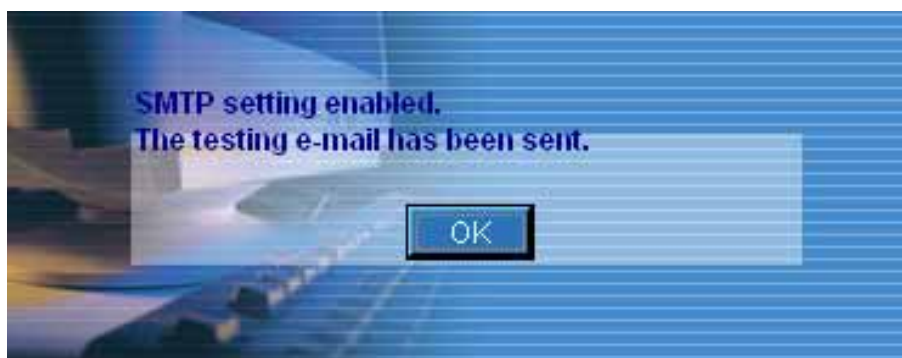 SMTP setting enabled.
The testing e-mail has been sent.
OK